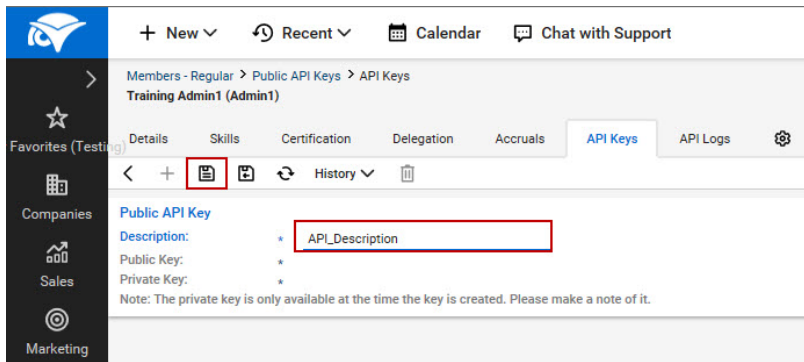 New Recent Calendar Chat with Support
Members - Regular > Public API Keys > API Keys
Training Admin1 (Admin1)
Favorites (Testing)
Details Skills Certification Delegation Accruals API Keys API Logs
History
Companies
Sales
Marketing
Public API Key
Description: * API_Description
Public Key: *
Private Key: *
Note: The private key is only available at the time the key is created. Please make a note of it.